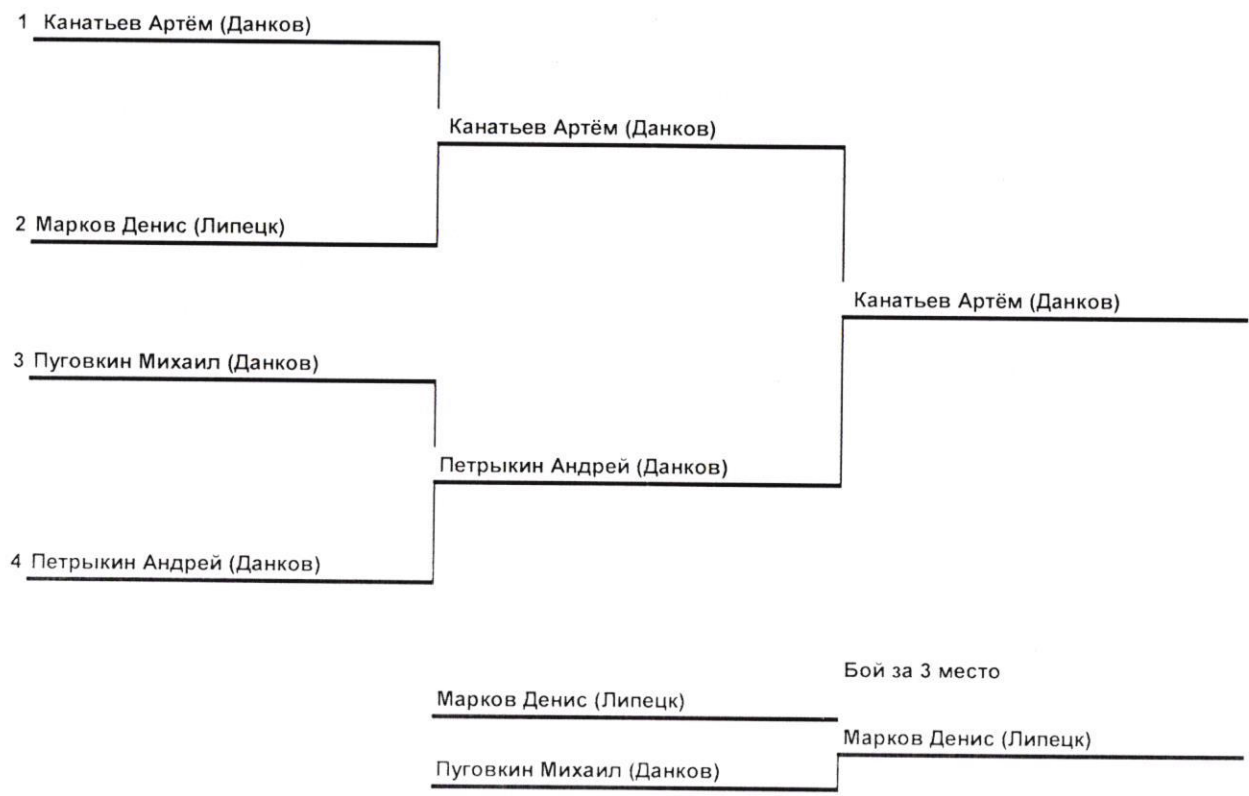 1 Канатьев Артём (Данков)
Канатьев Артём (Данков)
2 Марков Денис (Липецк)
Канатьев Артём (Данков)
3 Пуговкин Михаил (Данков)
Петрыкин Андрей (Данков)
4 Петрыкин Андрей (Данков)
Бой за 3 место
Марков Денис (Липецк)
Марков Денис (Липецк)
Пуговкин Михаил (Данков)